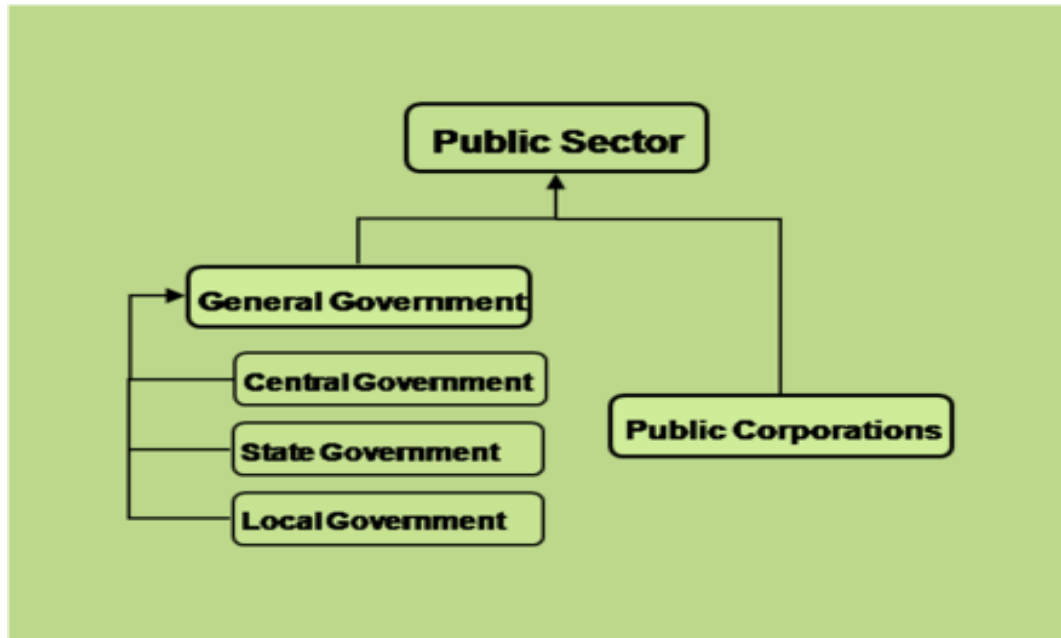 Public Sector
General Government
Central Government
State Government
Local Government
Public Corporations